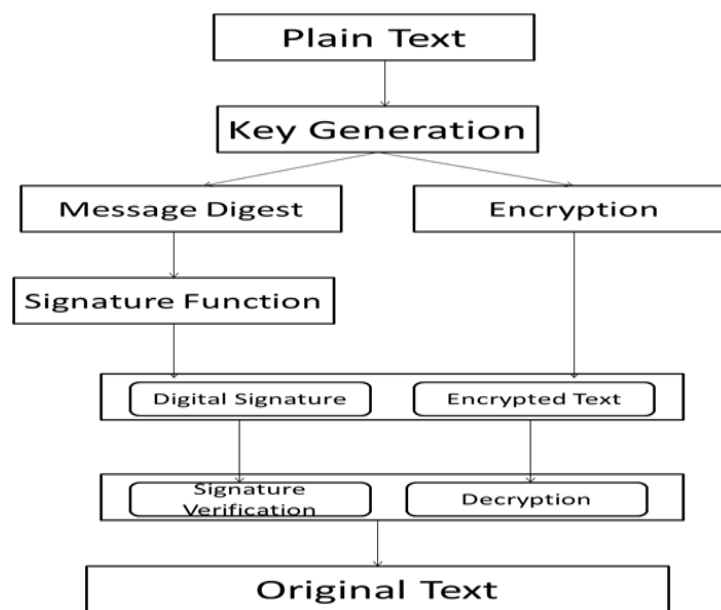 Plain Text
Key Generation
Message Digest
Encryption
Signature Function
Digital Signature
Encrypted Text
Signature
Verification
Decryption
Original Text